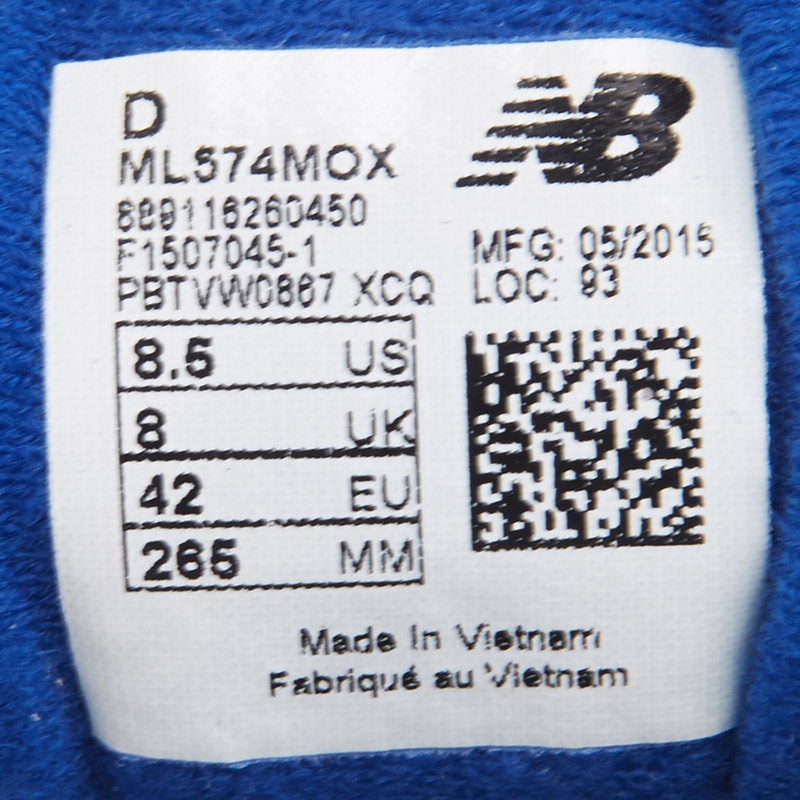 D
NB
ML574MOX
889116260450
F1507045-1
MFG: 05/2015
PBTVW0867 XCQ
LOC: 93
8.5 US
8 UK
42 EU
265 MM
Made In Vietnam
Fabriqué au Vietnam